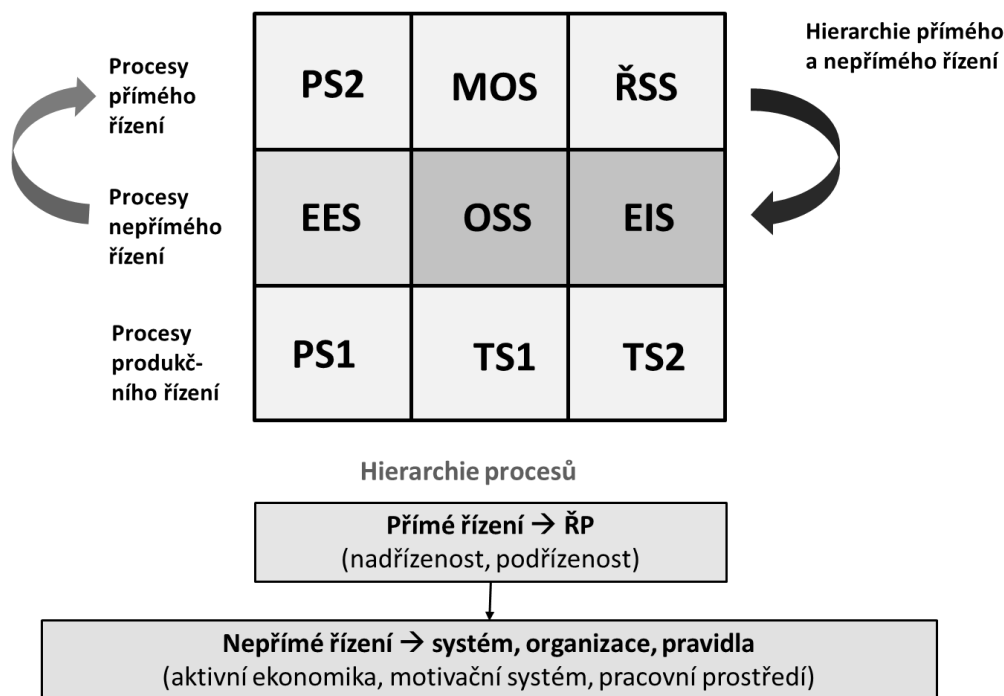 Hierarchie přímého
a nepřímého řízení
Procesy
přímého
řízení
PS2 MOS ŘSS
Procesy
nepřímého
řízení
EES OSS EIS
Procesy
produkč-
ního řízení
PS1 TS1 TS2
Hierarchie procesů
Přímé řízení → ŘP
(nadřízenost, podřízenost)
Nepřímé řízení → systém, organizace, pravidla
(aktivní ekonomika, motivační systém, pracovní prostředí)